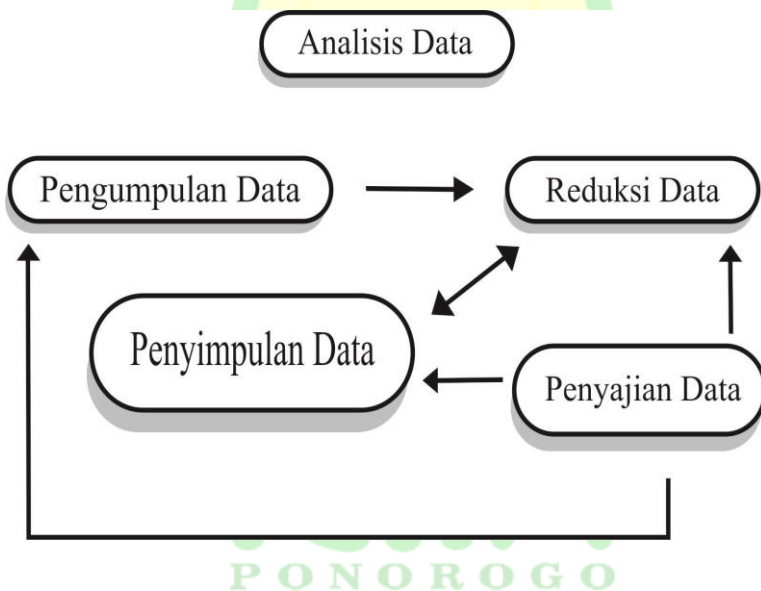 Analisis Data
Pengumpulan Data
Reduksi Data
Penyimpulan Data
Penyajian Data
PONOROGO